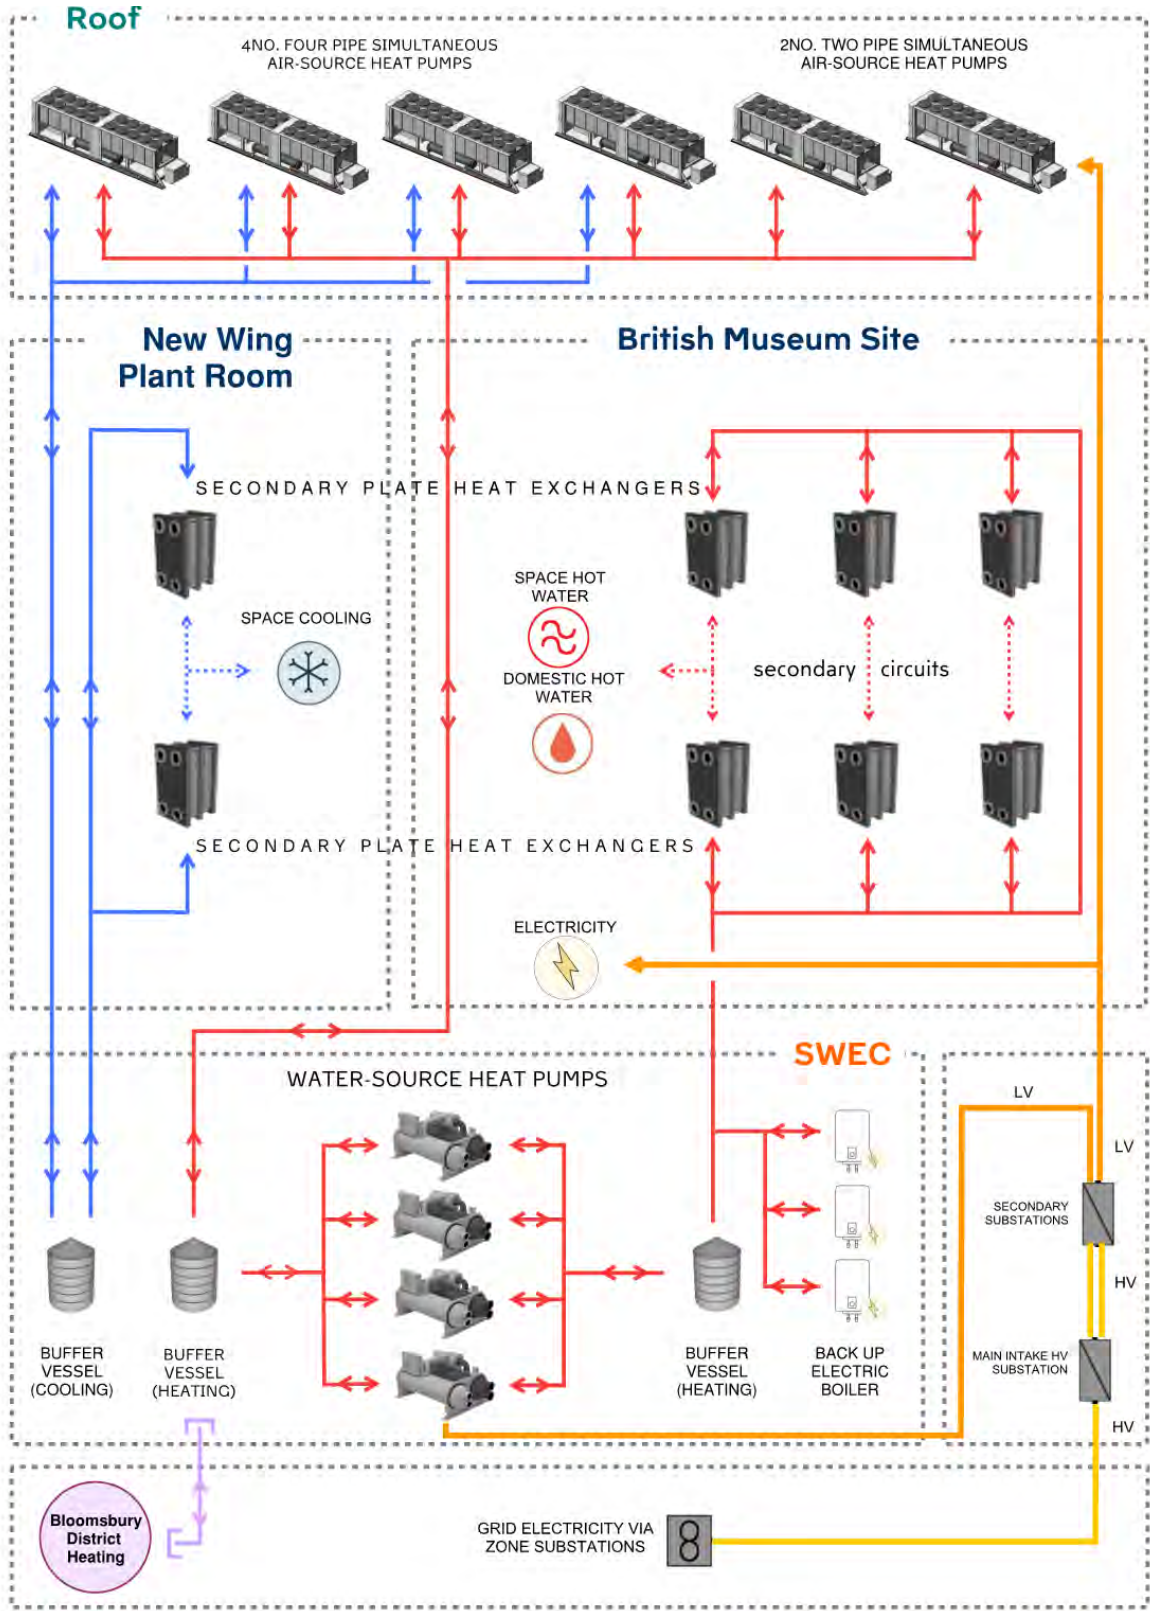 Roof
4NO. FOUR PIPE SIMULTANEOUS
AIR-SOURCE HEAT PUMPS
2NO. TWO PIPE SIMULTANEOUS
AIR-SOURCE HEAT PUMPS
New Wing
Plant Room
British Museum Site
SECONDARY PLATE HEAT EXCHANGERS
SPACE HOT
WATER
SPACE COOLING
DOMESTIC HOT
WATER
secondary circuits
SECONDARY PLATE HEAT EXCHANGERS
ELECTRICITY
SWEC
WATER-SOURCE HEAT PUMPS
LV
LV
SECONDARY
SUBSTATIONS
HV
BUFFER
VESSEL
(COOLING)
BUFFER
VESSEL
(HEATING)
BUFFER
VESSEL
(HEATING)
BACK UP
ELECTRIC
BOILER
MAIN INTAKE HV
SUBSTATION
HV
Bloomsbury
District
Heating
GRID ELECTRICITY VIA
ZONE SUBSTATIONS